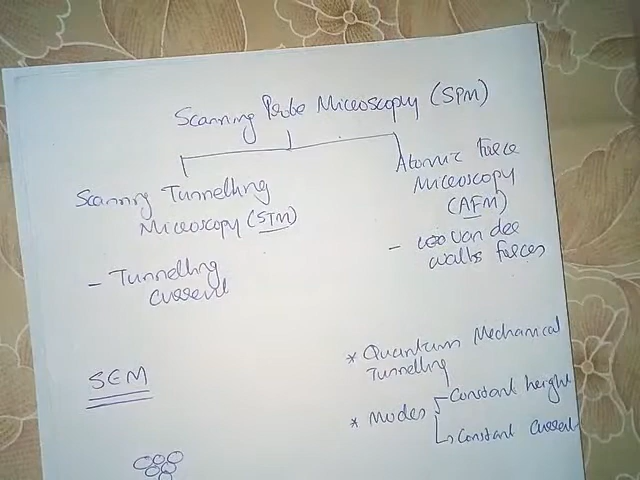 Scanning Probe Microscopy (SPM)
Scanning Tunnelling
Microscopy (STM)
- Tunnelling
current
Atomic Force
Microscopy
(AFM)
- Van der
walls forces
SEM
* Quantum Mechanical
Tunnelling
* Modes
Constant height
Constant current